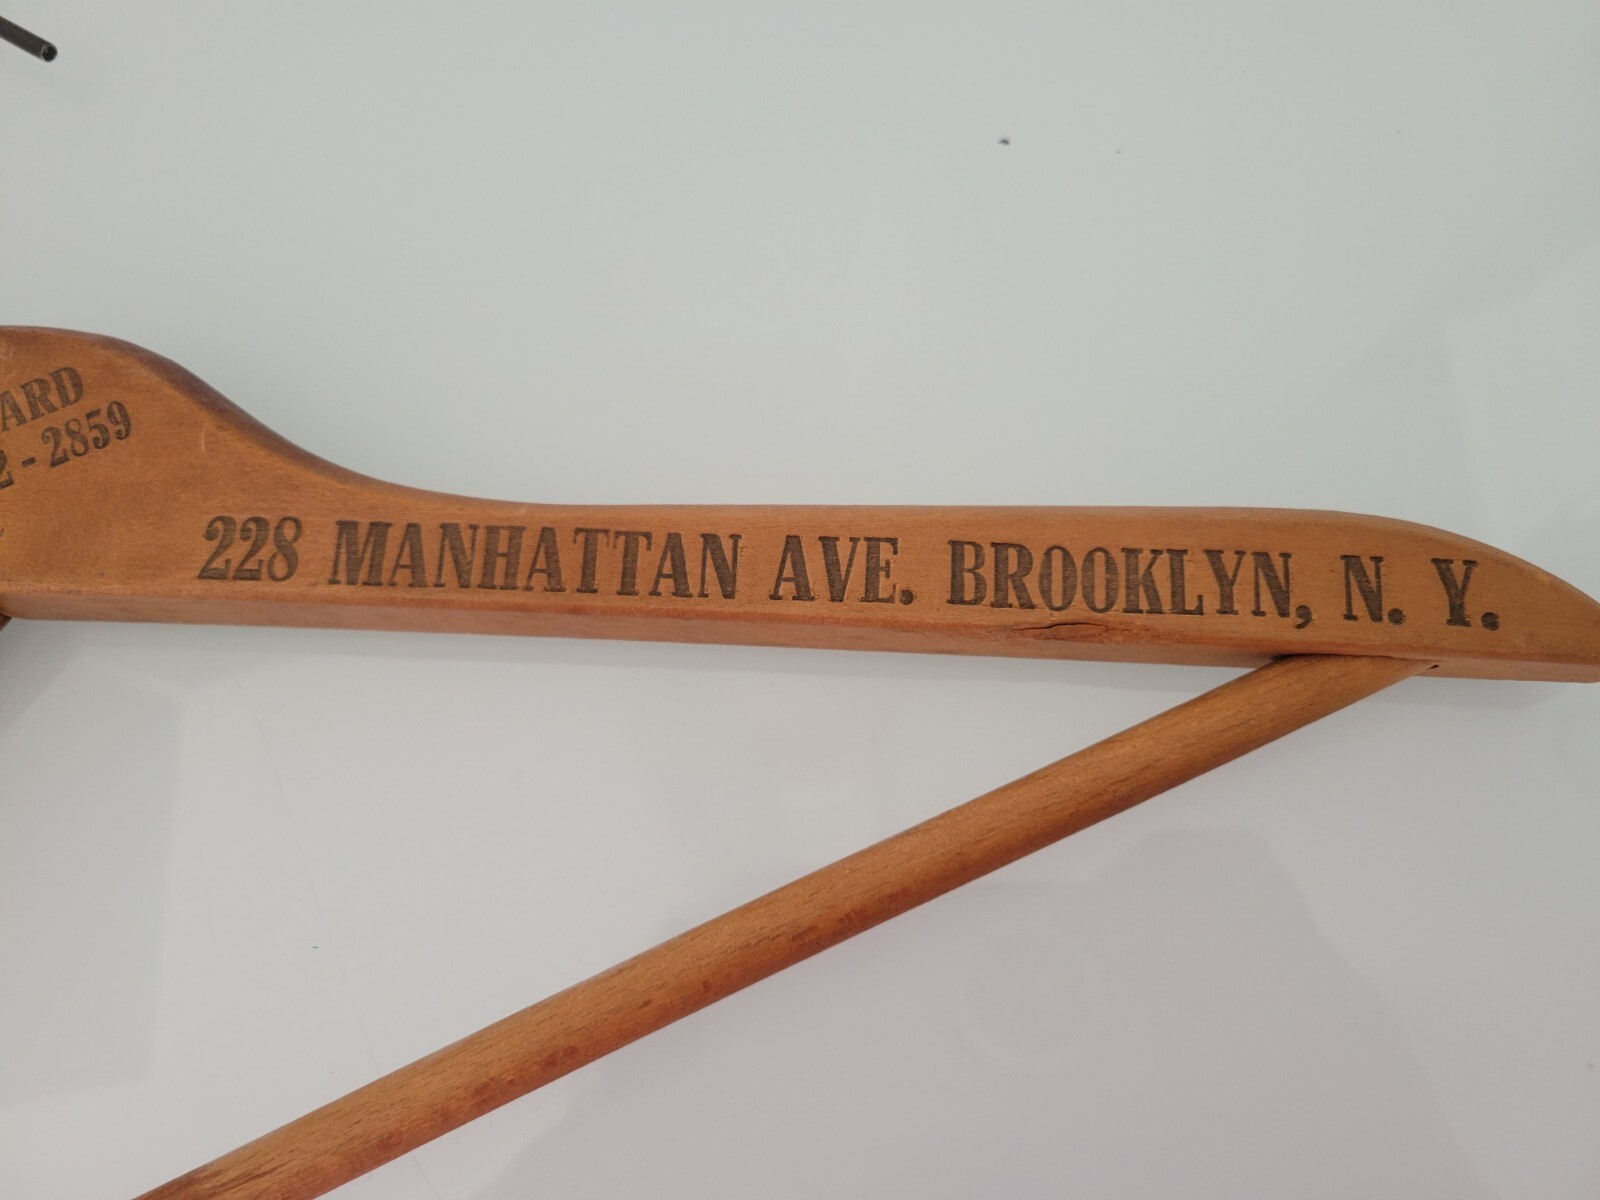 ARD
2 - 2859
228 MANHATTAN AVE. BROOKLYN, N. Y.